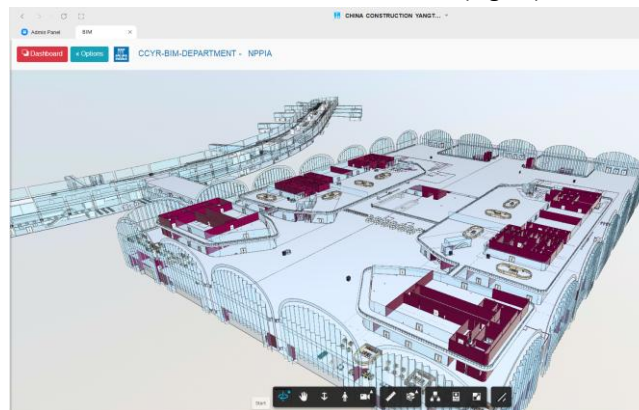 CHINA CONSTRUCTION YANGT...
Admin Panel
BIM
Dashboard
< Options
CCYR-BIM-DEPARTMENT - NPPIA
Start